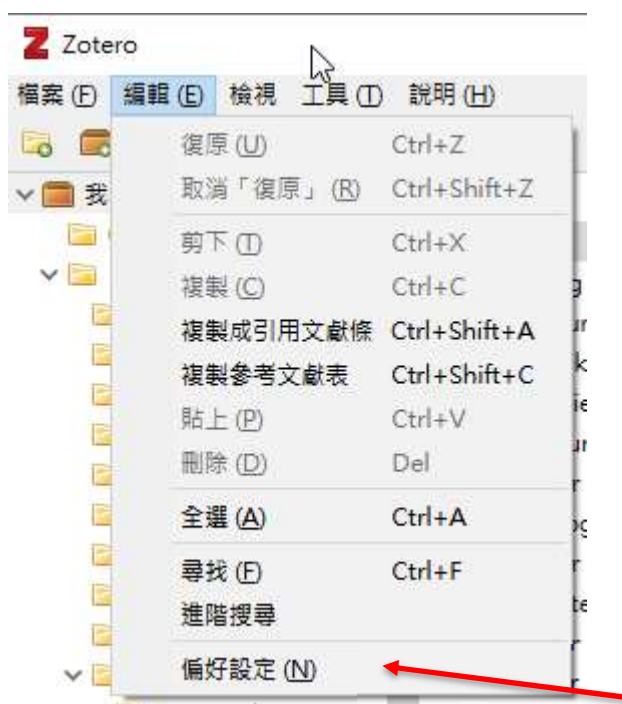 Zotero
檔案 (F) 編輯 (E) 檢視 工具 (T) 說明 (H)
復原 (U) Ctrl+Z
我
取消「復原」 (R) Ctrl+Shift+Z
剪下 (T) Ctrl+X
複製 (C) Ctrl+C
複製成引用文獻條 Ctrl+Shift+A
複製參考文獻表 Ctrl+Shift+C
貼上 (P) Ctrl+V
刪除 (D) Del
全選 (A) Ctrl+A
尋找 (F) Ctrl+F
進階搜尋
偏好設定 (N)